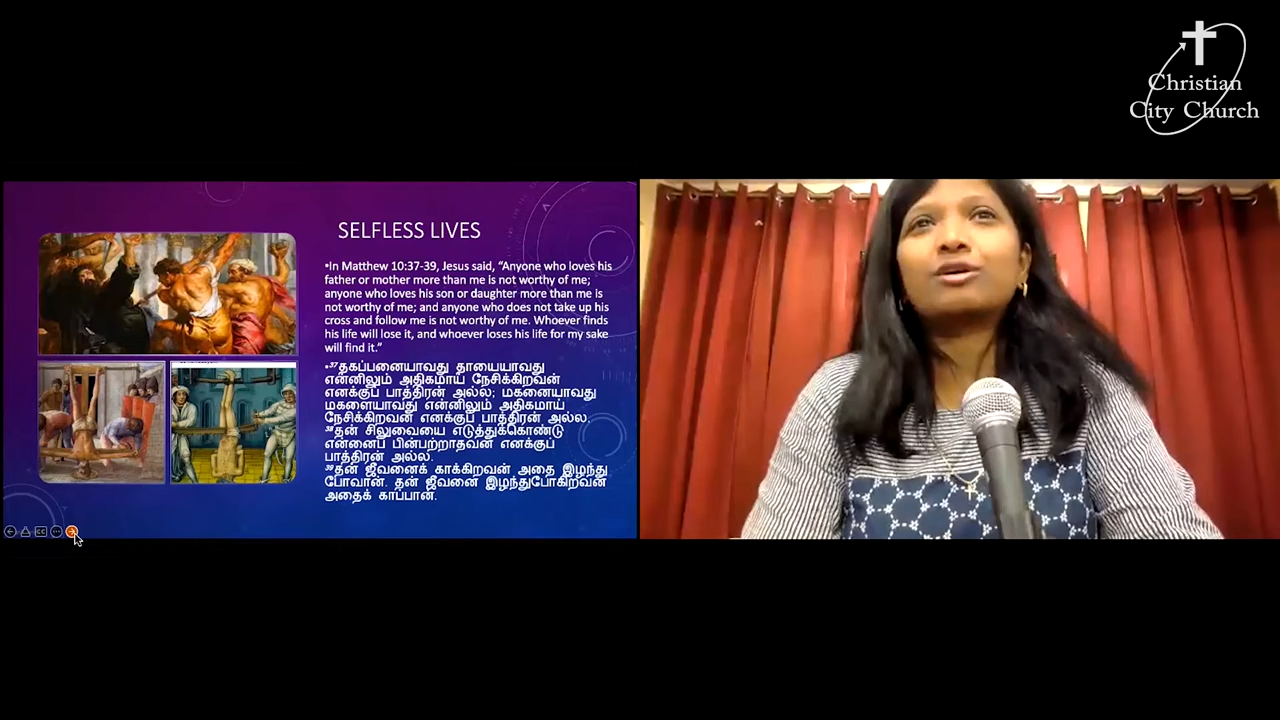 Christian
City Church
SELFLESS LIVES
•In Matthew 10:37-39, Jesus said, “Anyone who loves his
father or mother more than me is not worthy of me;
anyone who loves his son or daughter more than me is
not worthy of me; and anyone who does not take up his
cross and follow me is not worthy of me. Whoever finds
his life will lose it, and whoever loses his life for my sake
will find it.”
•37தகப்பனையாவது தாயையாவது
என்னிலும் அதிகமாய் நேசிக்கிறவன்
எனக்குப் பாத்திரன் அல்ல; மகனையாவது
மகளையாவது என்னிலும் அதிகமாய்
நேசிக்கிறவன் எனக்குப் பாத்திரன் அல்ல.
38தன் சிலுவையை எடுத்துக்கொண்டு
என்னைப் பின்பற்றாதவன் எனக்குப்
பாத்திரன் அல்ல.
39தன் ஜீவனைக் காக்கிறவன் அதை இழந்து
போவான். தன் ஜீவனை இழந்துபோகிறவன்
அதைக் காப்பான்.